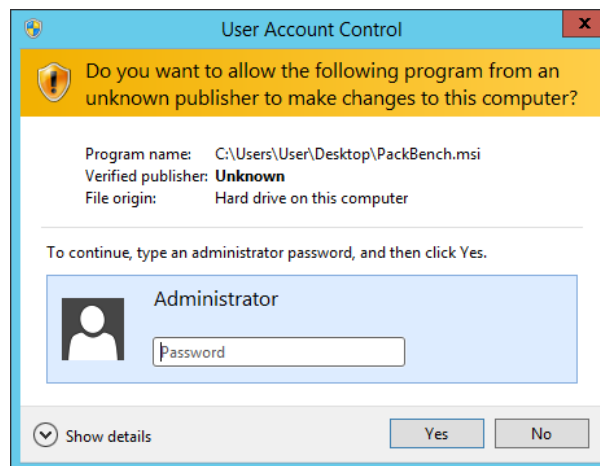 User Account Control
x
Do you want to allow the following program from an
unknown publisher to make changes to this computer?
Program name: C:\Users\User\Desktop\PackBench.msi
Verified publisher: Unknown
File origin: Hard drive on this computer
To continue, type an administrator password, and then click Yes.
Administrator
Password
Show details
Yes
No